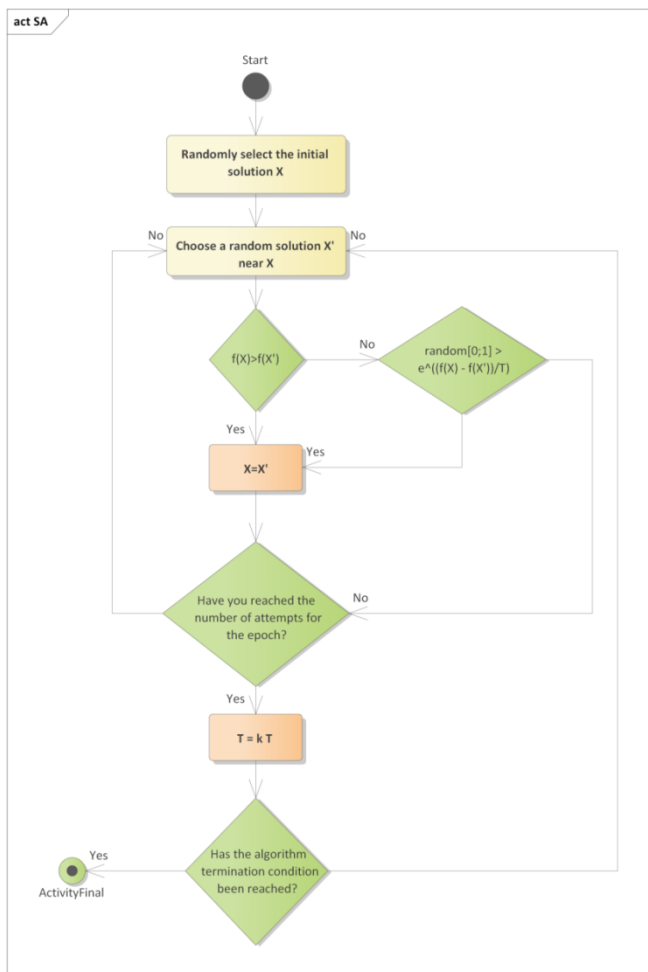 act SA
Start
Randomly select the initial
solution X
No
No
Choose a random solution X'
near X
f(X)>f(X')
No
random[0;1] >
e^((f(X) - f(X'))/T)
Yes
Yes
X=X'
Have you reached the
number of attempts for
the epoch?
No
Yes
T = k T
Has the algorithm
termination condition
been reached?
Yes
ActivityFinal